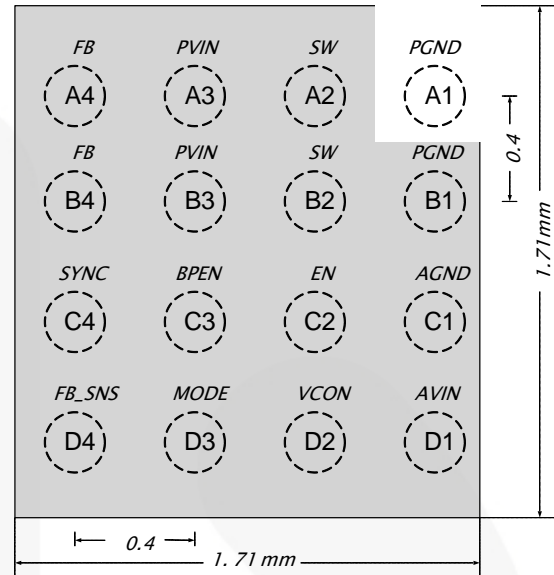 FB PVIN SW PGND
A4 A3 A2 A1
0.4
FB PVIN SW PGND
B4 B3 B2 B1
1.71mm
SYNC BPEN EN AGND
C4 C3 C2 C1
FB_SNS MODE VCON AVIN
D4 D3 D2 D1
0.4
1.71mm